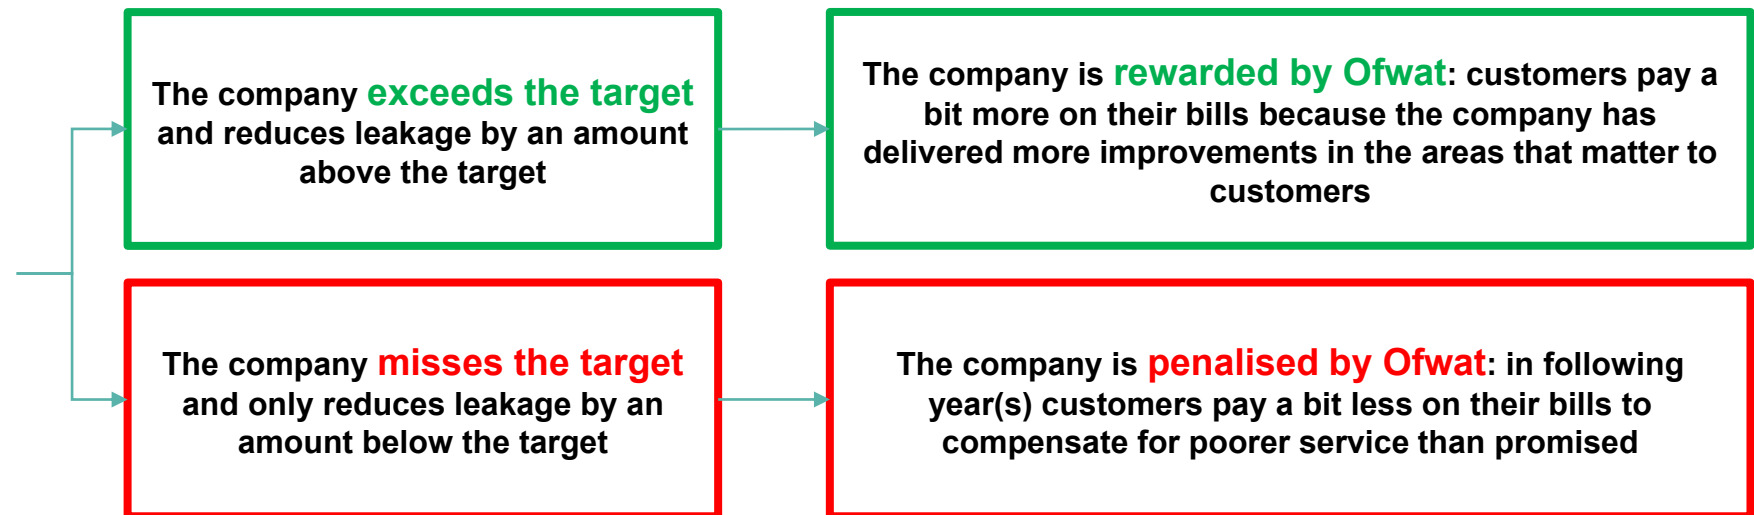 The company exceeds the target
and reduces leakage by an amount
above the target
The company is rewarded by Ofwat: customers pay a
bit more on their bills because the company has
delivered more improvements in the areas that matter to
customers
The company misses the target
and only reduces leakage by an
amount below the target
The company is penalised by Ofwat: in following
year(s) customers pay a bit less on their bills to
compensate for poorer service than promised